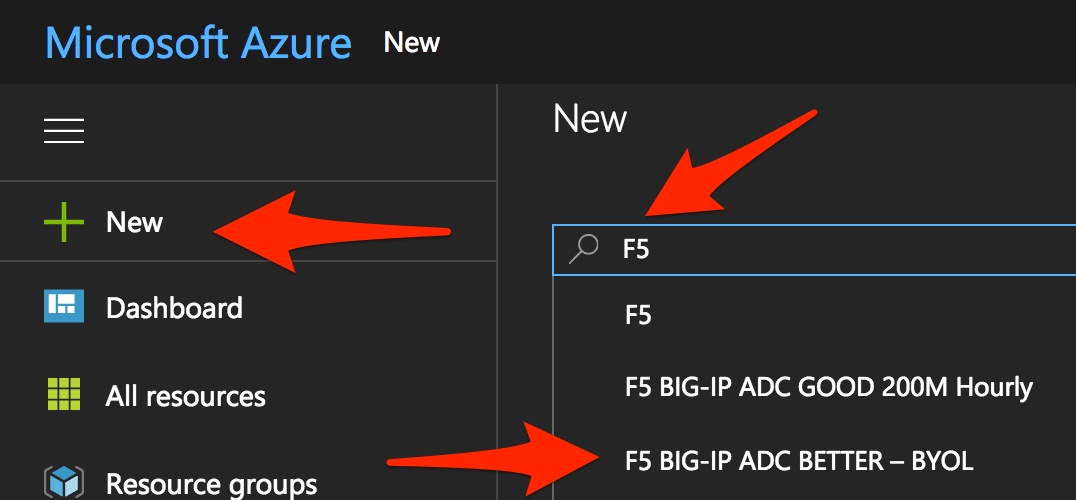 Microsoft Azure New
New
New
F5
Dashboard
F5
All resources
F5 BIG-IP ADC GOOD 200M Hourly
Resource groups
F5 BIG-IP ADC BETTER – BYOL